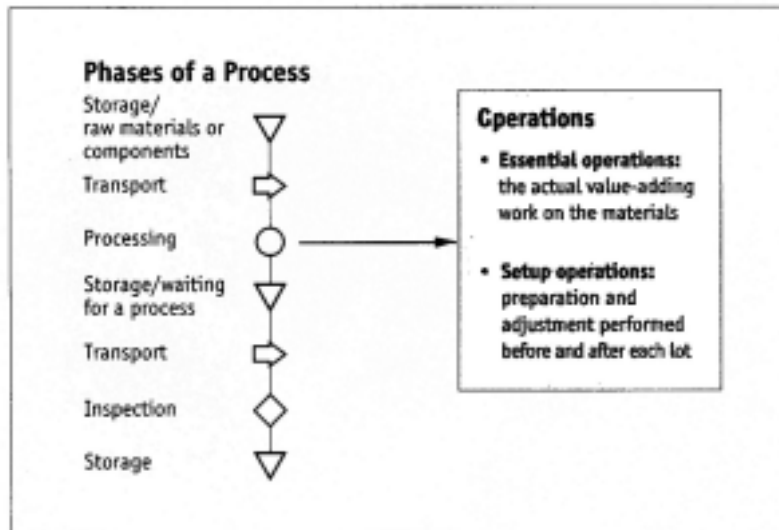 Phases of a Process
Storage/
raw materials or
components
Transport
Processing
Storage/waiting
for a process
Transport
Inspection
Storage
Operations
• Essential operations:
the actual value-adding
work on the materials
• Setup operations:
preparation and
adjustment performed
before and after each lot